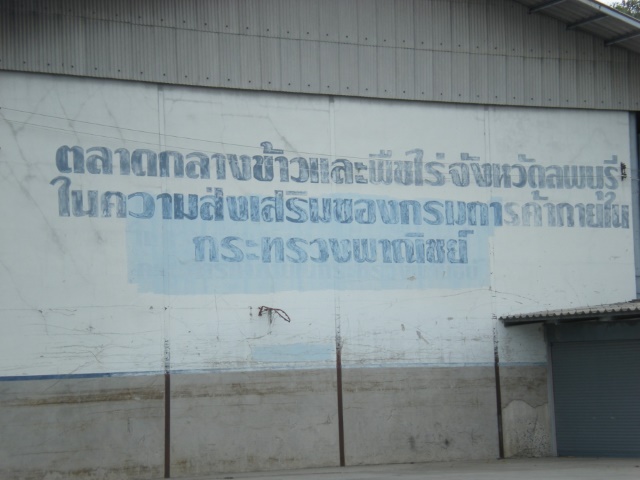 ตลาดกลางข้าวและพืชไร่จังหวัดลพบุรี
ในความส่งเสริมของกรมการค้าภายใน
กระทรวงพาณิชย์